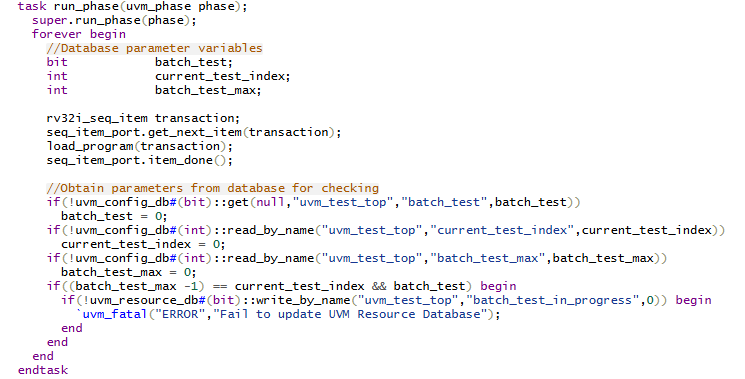 task run_phase(uvm_phase phase);
super.run_phase(phase);
forever begin
//Database parameter variables
bit batch_test;
int current_test_index;
int batch_test_max;
rv32i_seq_item transaction;
seq_item_port.get_next_item(transaction);
load_program(transaction);
seq_item_port.item_done();
//Obtain parameters from database for checking
if(!uvm_config_db#(bit)::get(null,"uvm_test_top","batch_test",batch_test))
batch_test = 0;
if(!uvm_config_db#(int)::read_by_name("uvm_test_top","current_test_index",current_test_index))
current_test_index = 0;
if(!uvm_config_db#(int)::read_by_name("uvm_test_top","batch_test_max",batch_test_max))
batch_test_max = 0;
if((batch_test_max -1) == current_test_index && batch_test) begin
if(!uvm_resource_db#(bit)::write_by_name("uvm_test_top","batch_test_in_progress",0)) begin
`uvm_fatal("ERROR","Fail to update UVM Resource Database");
end
end
end
endtask